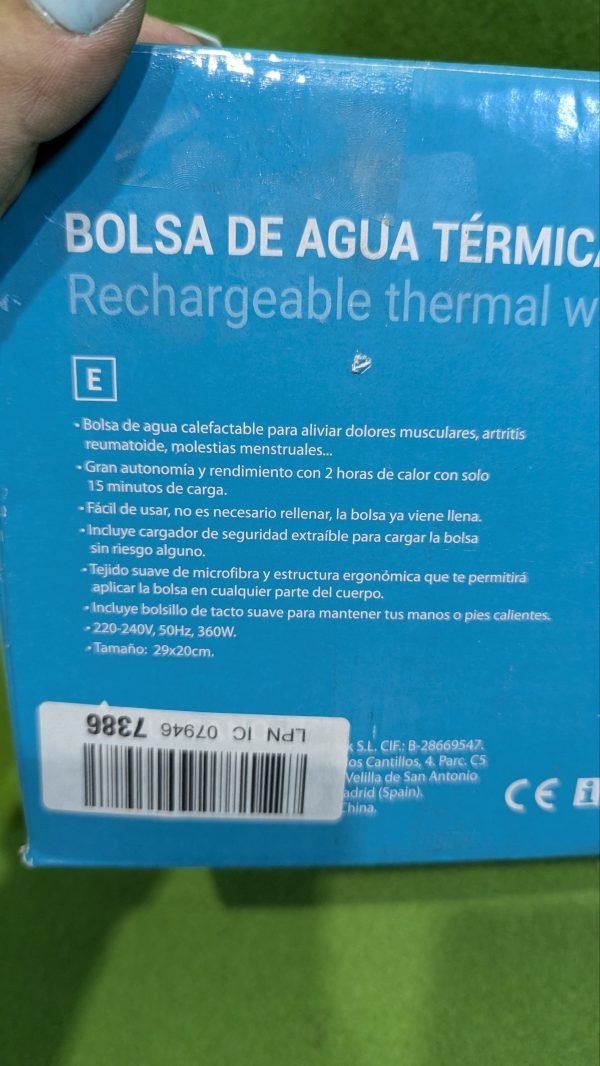 BOLSA DE AGUA TÉRMICA
Rechargeable thermal
E
• Bolsa de agua calefactable para aliviar dolores musculares, artritis
reumatoide, molestias menstruales...
• Gran autonomía y rendimiento con 2 horas de calor con solo
15 minutos de carga.
• Fácil de usar, no es necesario rellenar, la bolsa ya viene llena.
• Incluye cargador de seguridad extraíble para cargar la bolsa
sin riesgo alguno.
• Tejido suave de microfibra y estructura ergonómica que te permitirá
aplicar la bolsa en cualquier parte del cuerpo.
• Incluye bolsillo de tacto suave para mantener tus manos o pies calientes.
• 220-240V, 50Hz, 360W.
• Tamaño: 29x20cm.
LPN IC 07946 7386
S.L. CIF.: B-28669547.
os Cantillos, 4. Parc. C5
Velilla de San Antonio
adrid (Spain).
China.
CE